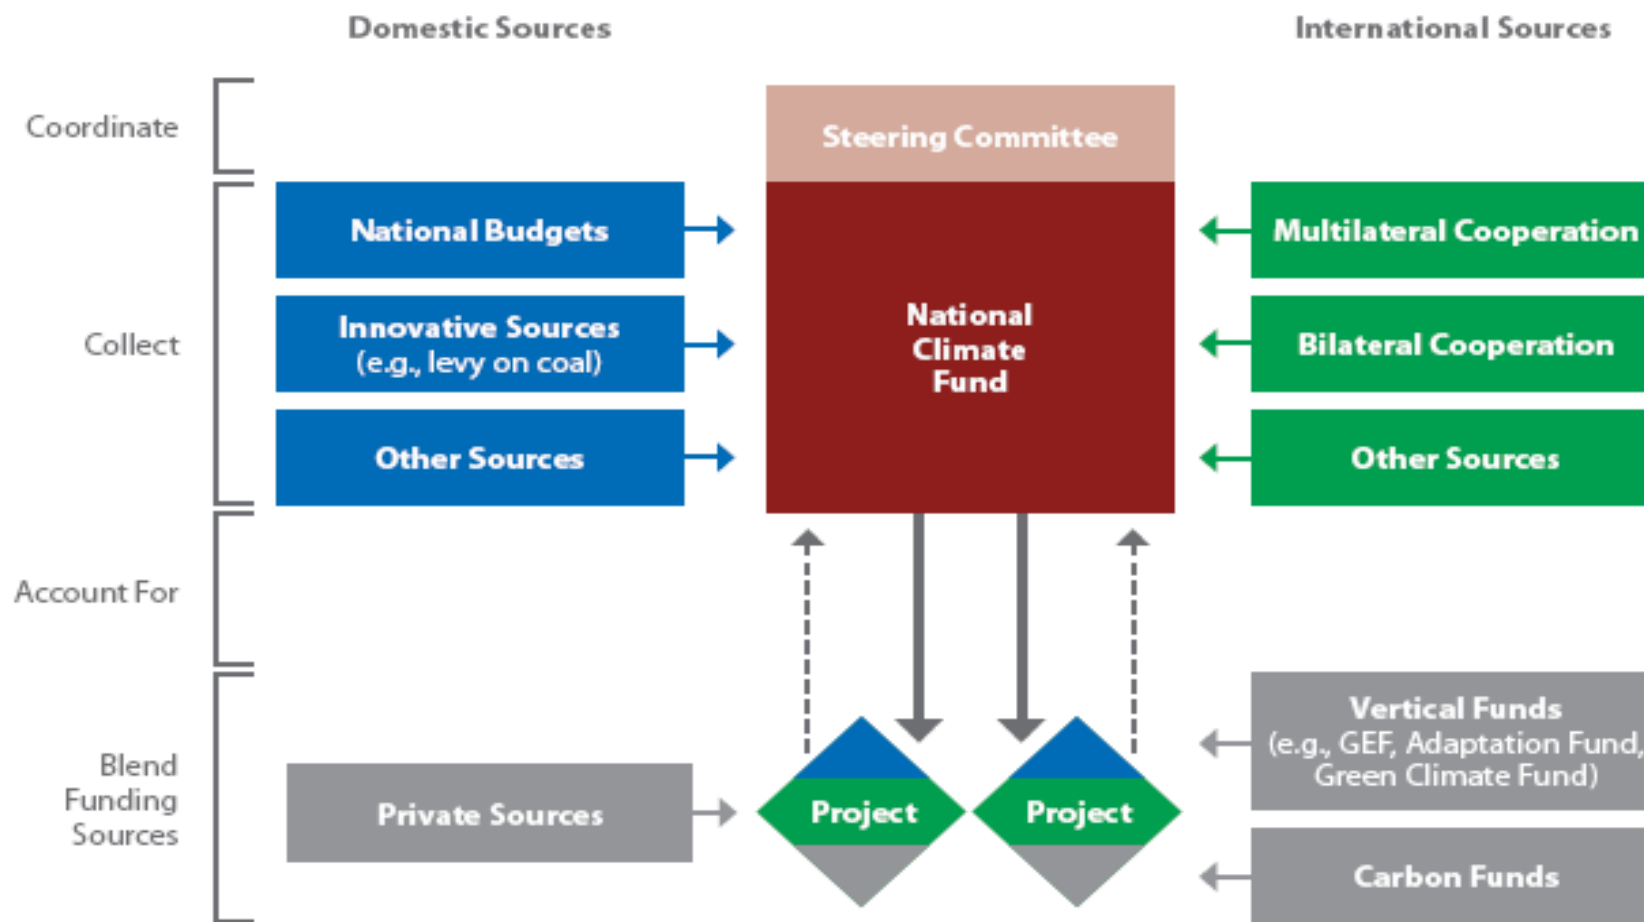 Domestic Sources
International Sources
Coordinate
Steering Committee
Collect
National Budgets
Innovative Sources
(e.g., levy on coal)
Other Sources
National
Climate
Fund
Multilateral Cooperation
Bilateral Cooperation
Other Sources
Account For
Blend
Funding
Sources
Private Sources
Project
Project
Vertical Funds
(e.g., GEF, Adaptation Fund,
Green Climate Fund)
Carbon Funds